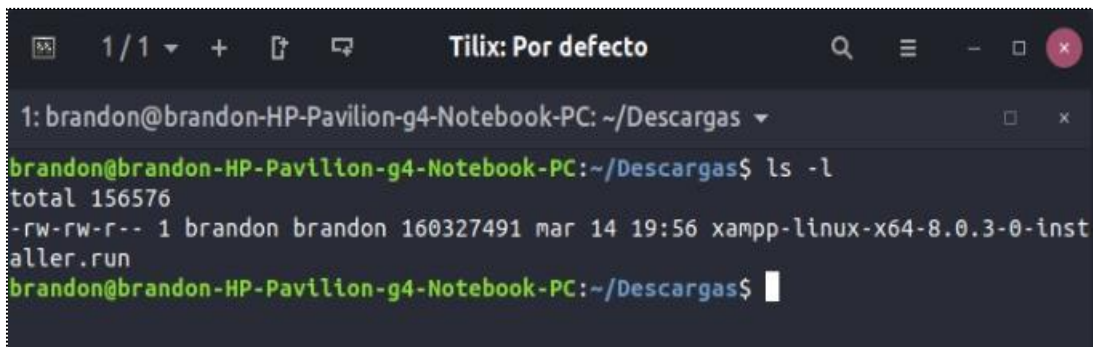 1 / 1 Tilix: Por defecto
1: brandon@brandon-HP-Pavilion-g4-Notebook-PC: ~/Descargas
brandon@brandon-HP-Pavilion-g4-Notebook-PC:~/Descargas$ ls -l
total 156576
-rw-rw-r-- 1 brandon brandon 160327491 mar 14 19:56 xampp-linux-x64-8.0.3-0-inst
aller.run
brandon@brandon-HP-Pavilion-g4-Notebook-PC:~/Descargas$